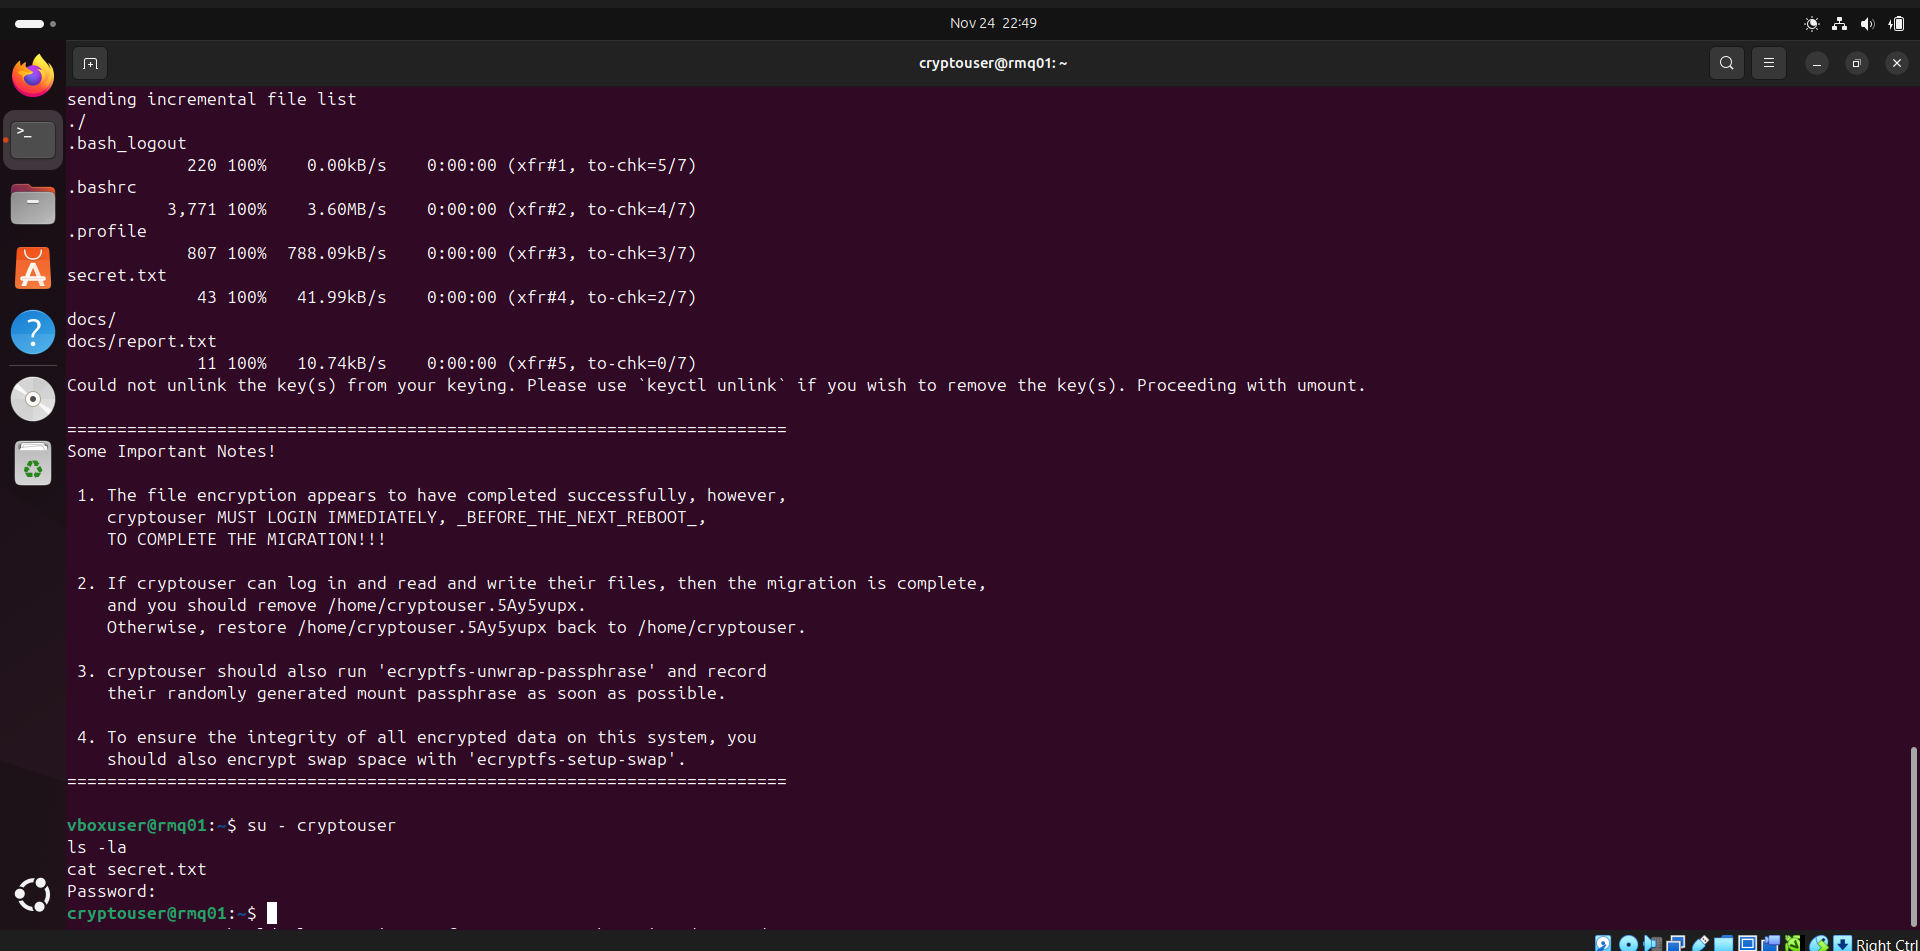 Nov 24 22:49
cryptouser@rmq01: ~
sending incremental file list
./
.bash_logout
220 100% 0.00kB/s 0:00:00 (xfr#1, to-chk=5/7)
.bashrc
3,771 100% 3.60MB/s 0:00:00 (xfr#2, to-chk=4/7)
.profile
807 100% 788.09kB/s 0:00:00 (xfr#3, to-chk=3/7)
secret.txt
43 100% 41.99kB/s 0:00:00 (xfr#4, to-chk=2/7)
docs/
docs/report.txt
11 100% 10.74kB/s 0:00:00 (xfr#5, to-chk=0/7)
Could not unlink the key(s) from your keying. Please use `keyctl unlink` if you wish to remove the key(s). Proceeding with umount.
========================================================================
Some Important Notes!
1. The file encryption appears to have completed successfully, however,
cryptouser MUST LOGIN IMMEDIATELY, _BEFORE_THE_NEXT_REBOOT_,
TO COMPLETE THE MIGRATION!!!
2. If cryptouser can log in and read and write their files, then the migration is complete,
and you should remove /home/cryptouser.5Ay5yupx.
Otherwise, restore /home/cryptouser.5Ay5yupx back to /home/cryptouser.
3. cryptouser should also run 'ecryptfs-unwrap-passphrase' and record
their randomly generated mount passphrase as soon as possible.
4. To ensure the integrity of all encrypted data on this system, you
should also encrypt swap space with 'ecryptfs-setup-swap'.
========================================================================
vboxuser@rmq01:~$ su - cryptouser
ls -la
cat secret.txt
Password:
cryptouser@rmq01:~$
Right Ctrl